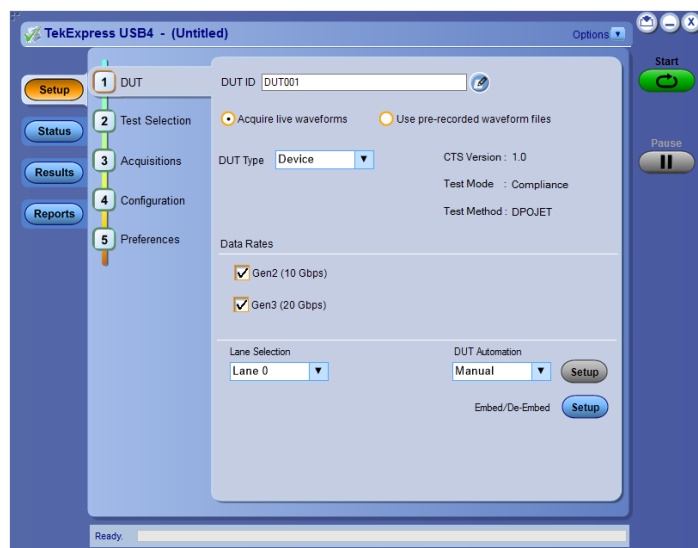 TekExpress USB4 - (Untitled)
Options
Start
Pause
Setup
Status
Results
Reports
1 DUT
2 Test Selection
3 Acquisitions
4 Configuration
5 Preferences
DUT ID DUT001
Acquire live waveforms Use pre-recorded waveform files
DUT Type Device
CTS Version : 1.0
Test Mode : Compliance
Test Method : DPOJET
Data Rates
Gen2 (10 Gbps)
Gen3 (20 Gbps)
Lane Selection
Lane 0
DUT Automation
Manual Setup
Embed/De-Embed Setup
Ready.